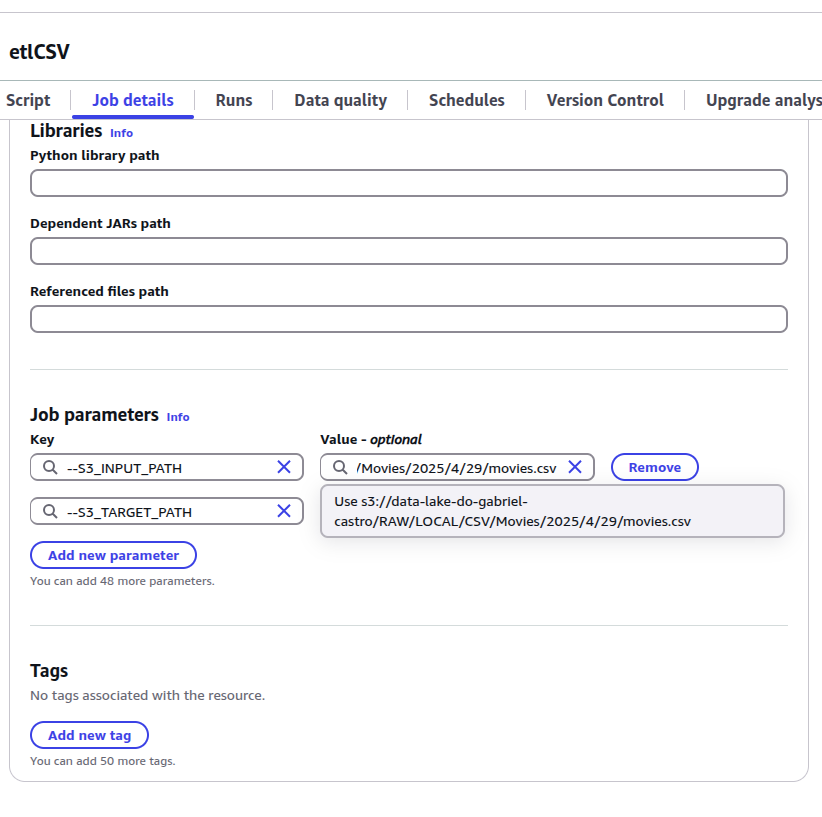 etlCSV
Script Job details Runs Data quality Schedules Version Control Upgrade analys
Libraries Info
Python library path
Dependent JARs path
Referenced files path
Job parameters Info
Key Value - optional
--S3_INPUT_PATH /Movies/2025/4/29/movies.csv Remove
--S3_TARGET_PATH
Use s3://data-lake-do-gabriel-
castro/RAW/LOCAL/CSV/Movies/2025/4/29/movies.csv
Add new parameter
You can add 48 more parameters.
Tags
No tags associated with the resource.
Add new tag
You can add 50 more tags.